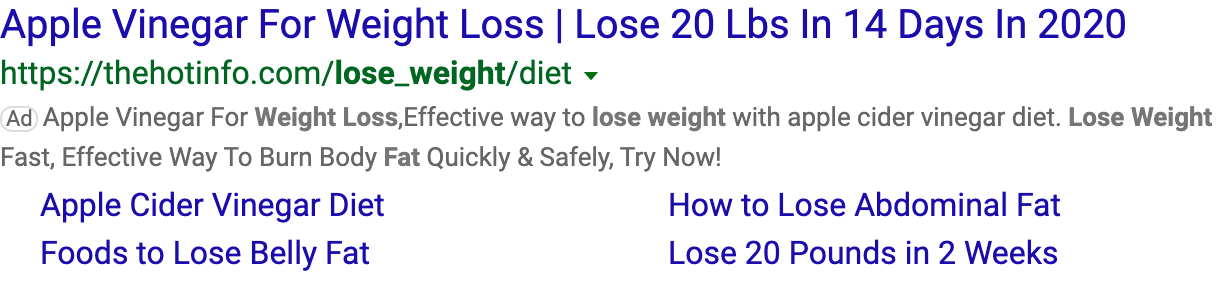 Apple Vinegar For Weight Loss | Lose 20 Lbs In 14 Days In 2020
https://thehotinfo.com/lose_weight/diet
Ad Apple Vinegar For Weight Loss,Effective way to lose weight with apple cider vinegar diet. Lose Weight
Fast, Effective Way To Burn Body Fat Quickly & Safely, Try Now!
Apple Cider Vinegar Diet How to Lose Abdominal Fat
Foods to Lose Belly Fat Lose 20 Pounds in 2 Weeks